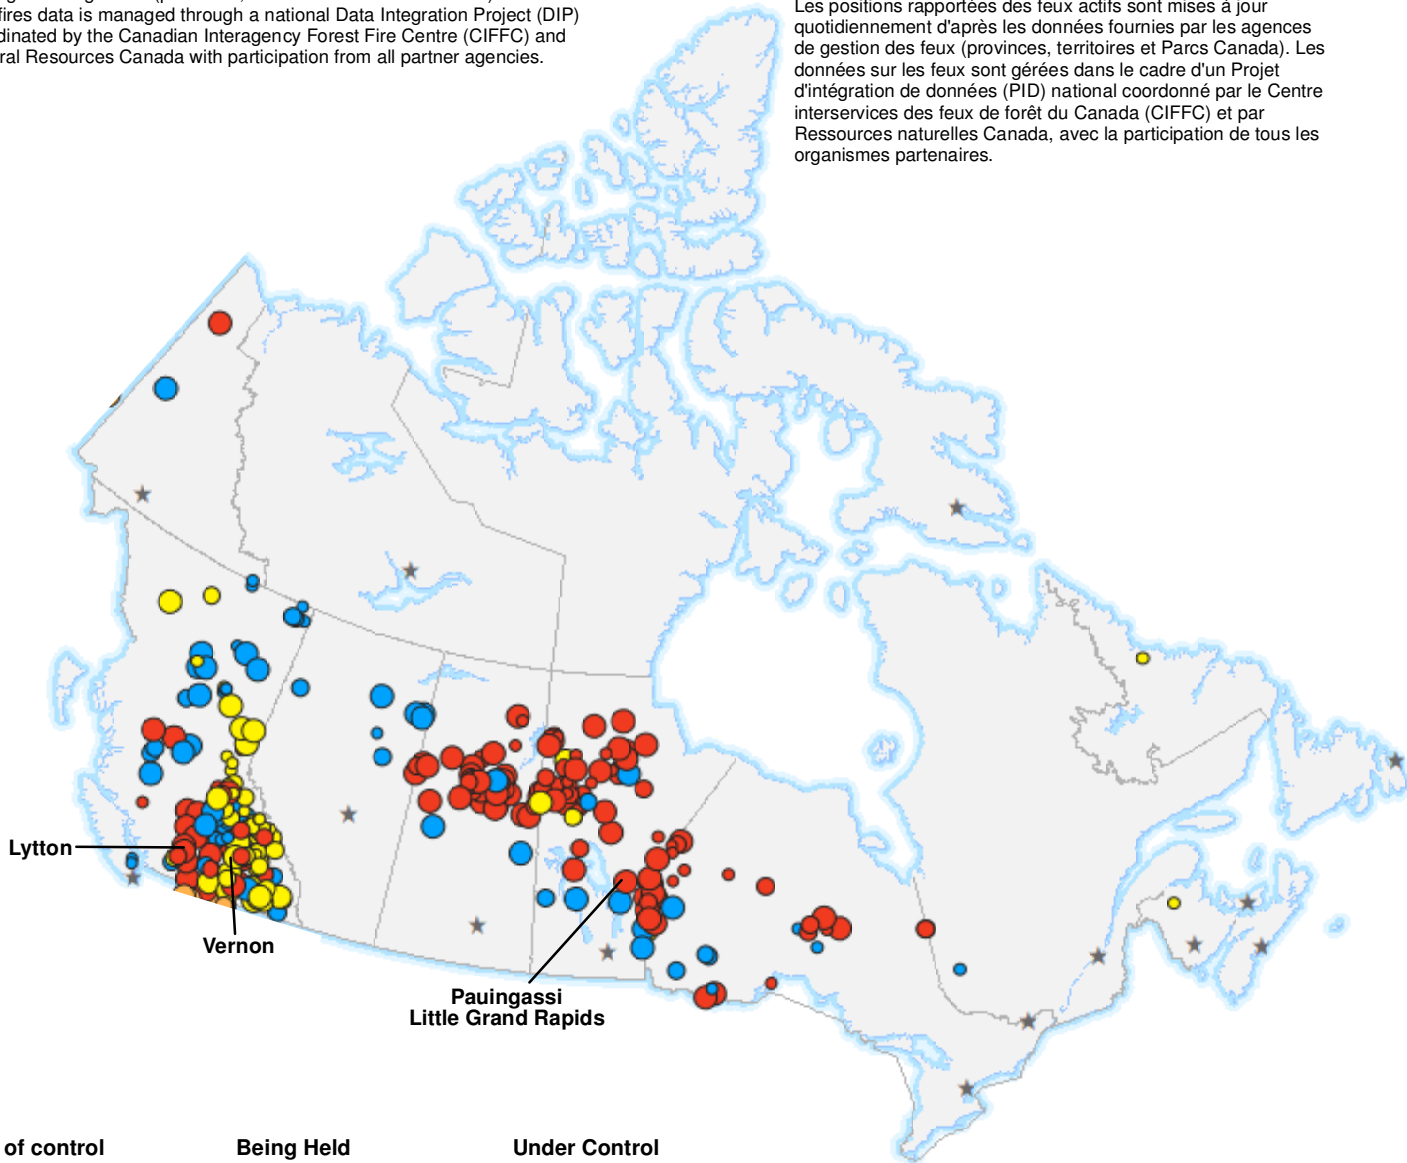 fires data is managed through a national Data Integration Project (DIP)
dinated by the Canadian Interagency Forest Fire Centre (CIFFC) and
ral Resources Canada with participation from all partner agencies.
Les positions rapportées des feux actifs sont mises à jour
quotidiennement d'après les données fournies par les agences
de gestion des feux (provinces, territoires et Parcs Canada). Les
données sur les feux sont gérées dans le cadre d'un Projet
d'intégration de données (PID) national coordonné par le Centre
interservices des feux de forêt du Canada (CIFFC) et par
Ressources naturelles Canada, avec la participation de tous les
organismes partenaires.
Lytton
Vernon
Pauingassi
Little Grand Rapids
of control
Being Held
Under Control